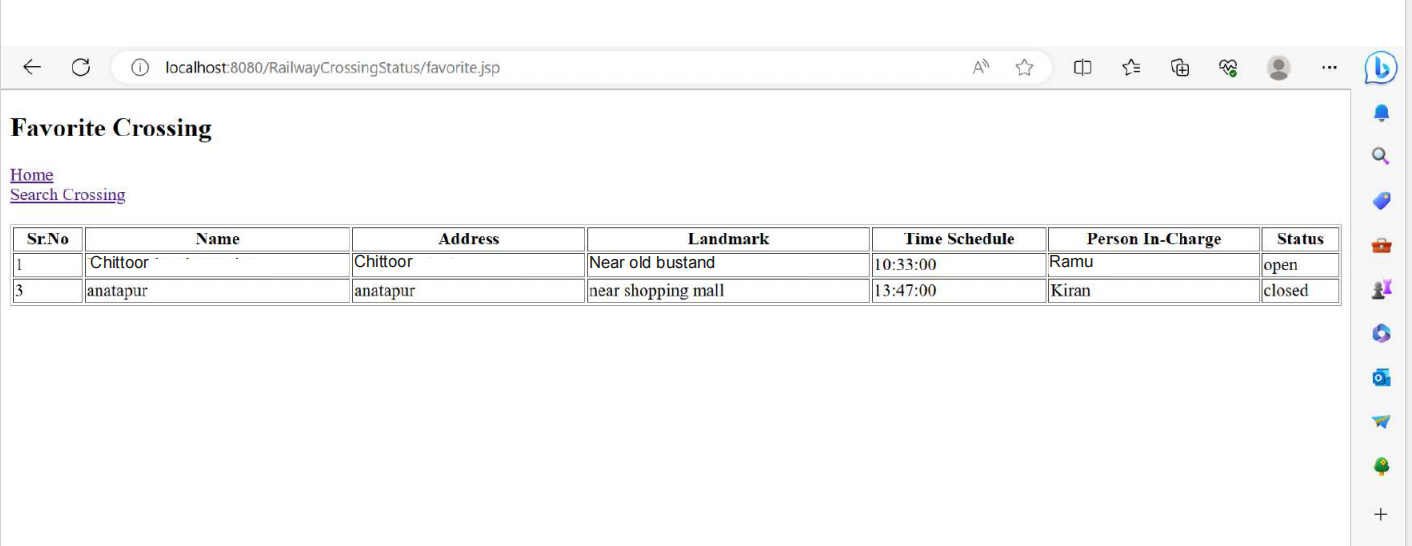 localhost:8080/RailwayCrossingStatus/favorite.jsp
Favorite Crossing
Home
Search Crossing
Sr.No Name Address Landmark Time Schedule Person In-Charge Status
1 Chittoor Chittoor Near old bustand 10:33:00 Ramu open
3 anatapur anatapur near shopping mall 13:47:00 Kiran closed